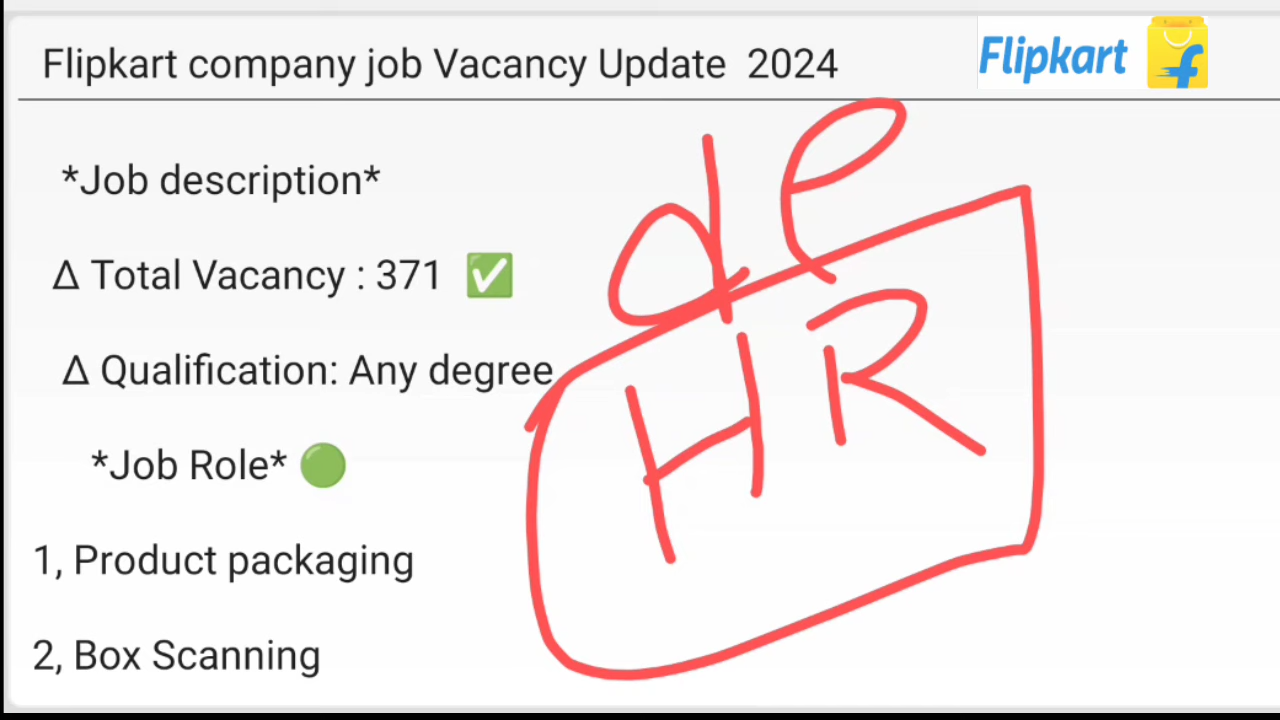 Flipkart company job Vacancy Update 2024
Flipkart
*Job description*
de
Δ Total Vacancy : 371 ✅
Δ Qualification: Any degree
HR
*Job Role* 🟢
1, Product packaging
2, Box Scanning